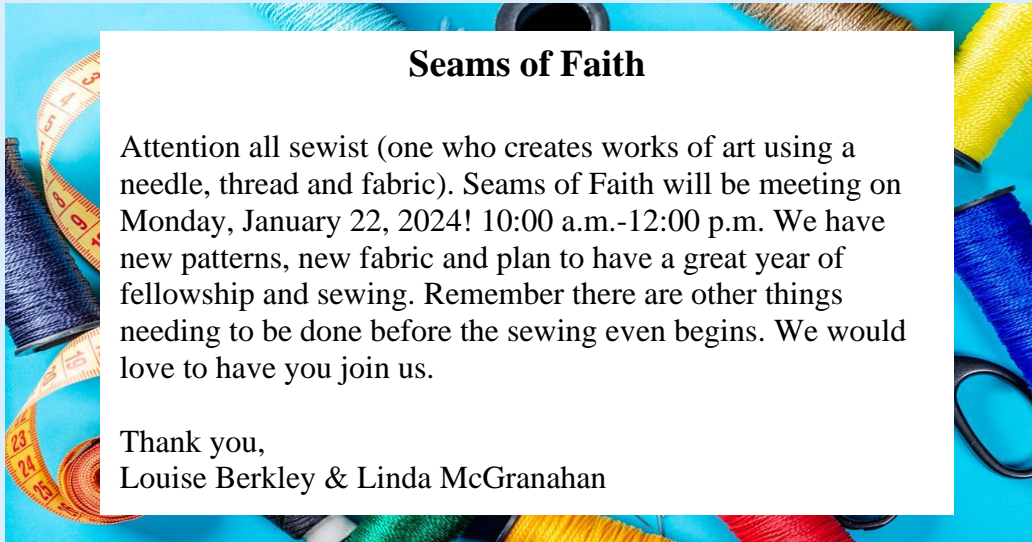 Seams of Faith
Attention all sewist (one who creates works of art using a
needle, thread and fabric). Seams of Faith will be meeting on
Monday, January 22, 2024! 10:00 a.m.-12:00 p.m. We have
new patterns, new fabric and plan to have a great year of
fellowship and sewing. Remember there are other things
needing to be done before the sewing even begins. We would
love to have you join us.
Thank you,
Louise Berkley & Linda McGranahan